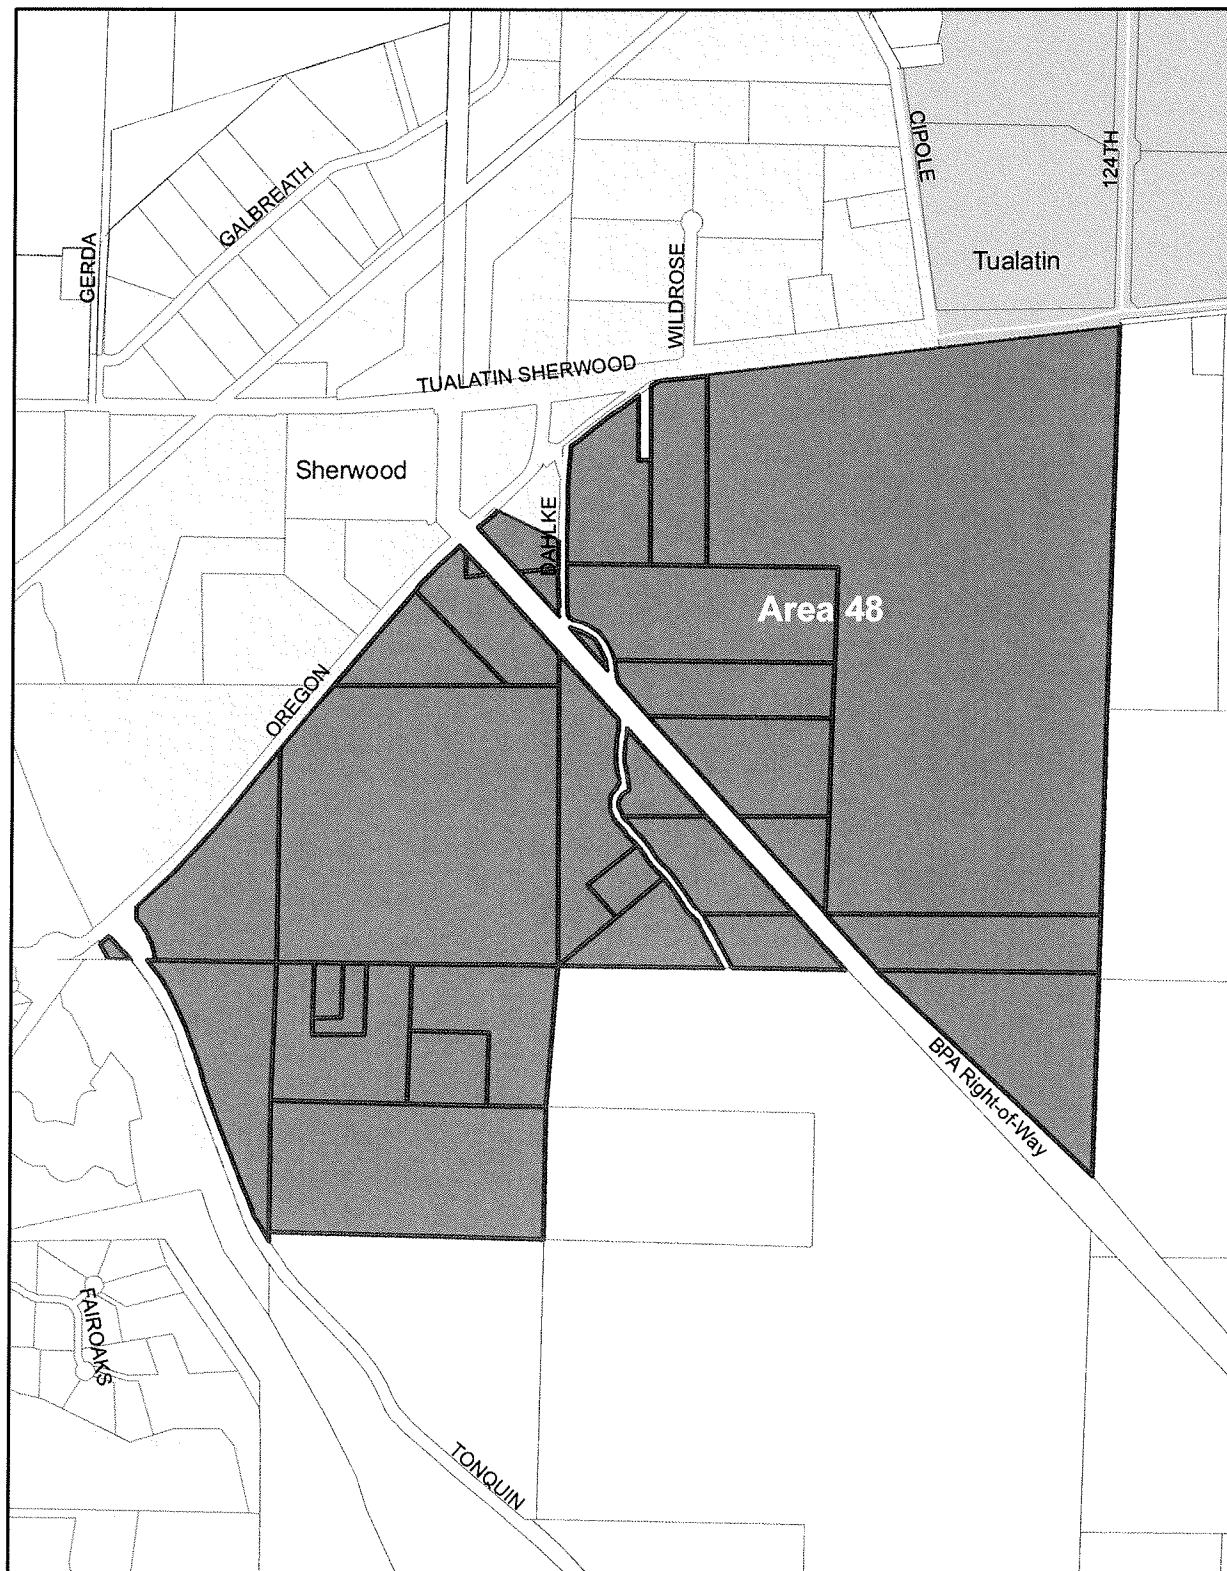 CIPOLE
124TH
GALBREATH
GERDA
WILDROSE
Tualatin
TUALATIN SHERWOOD
Sherwood
DAHLKE
Area 48
OREGON
BPA Right-of-Way
FAIROAKS
TONQUIN